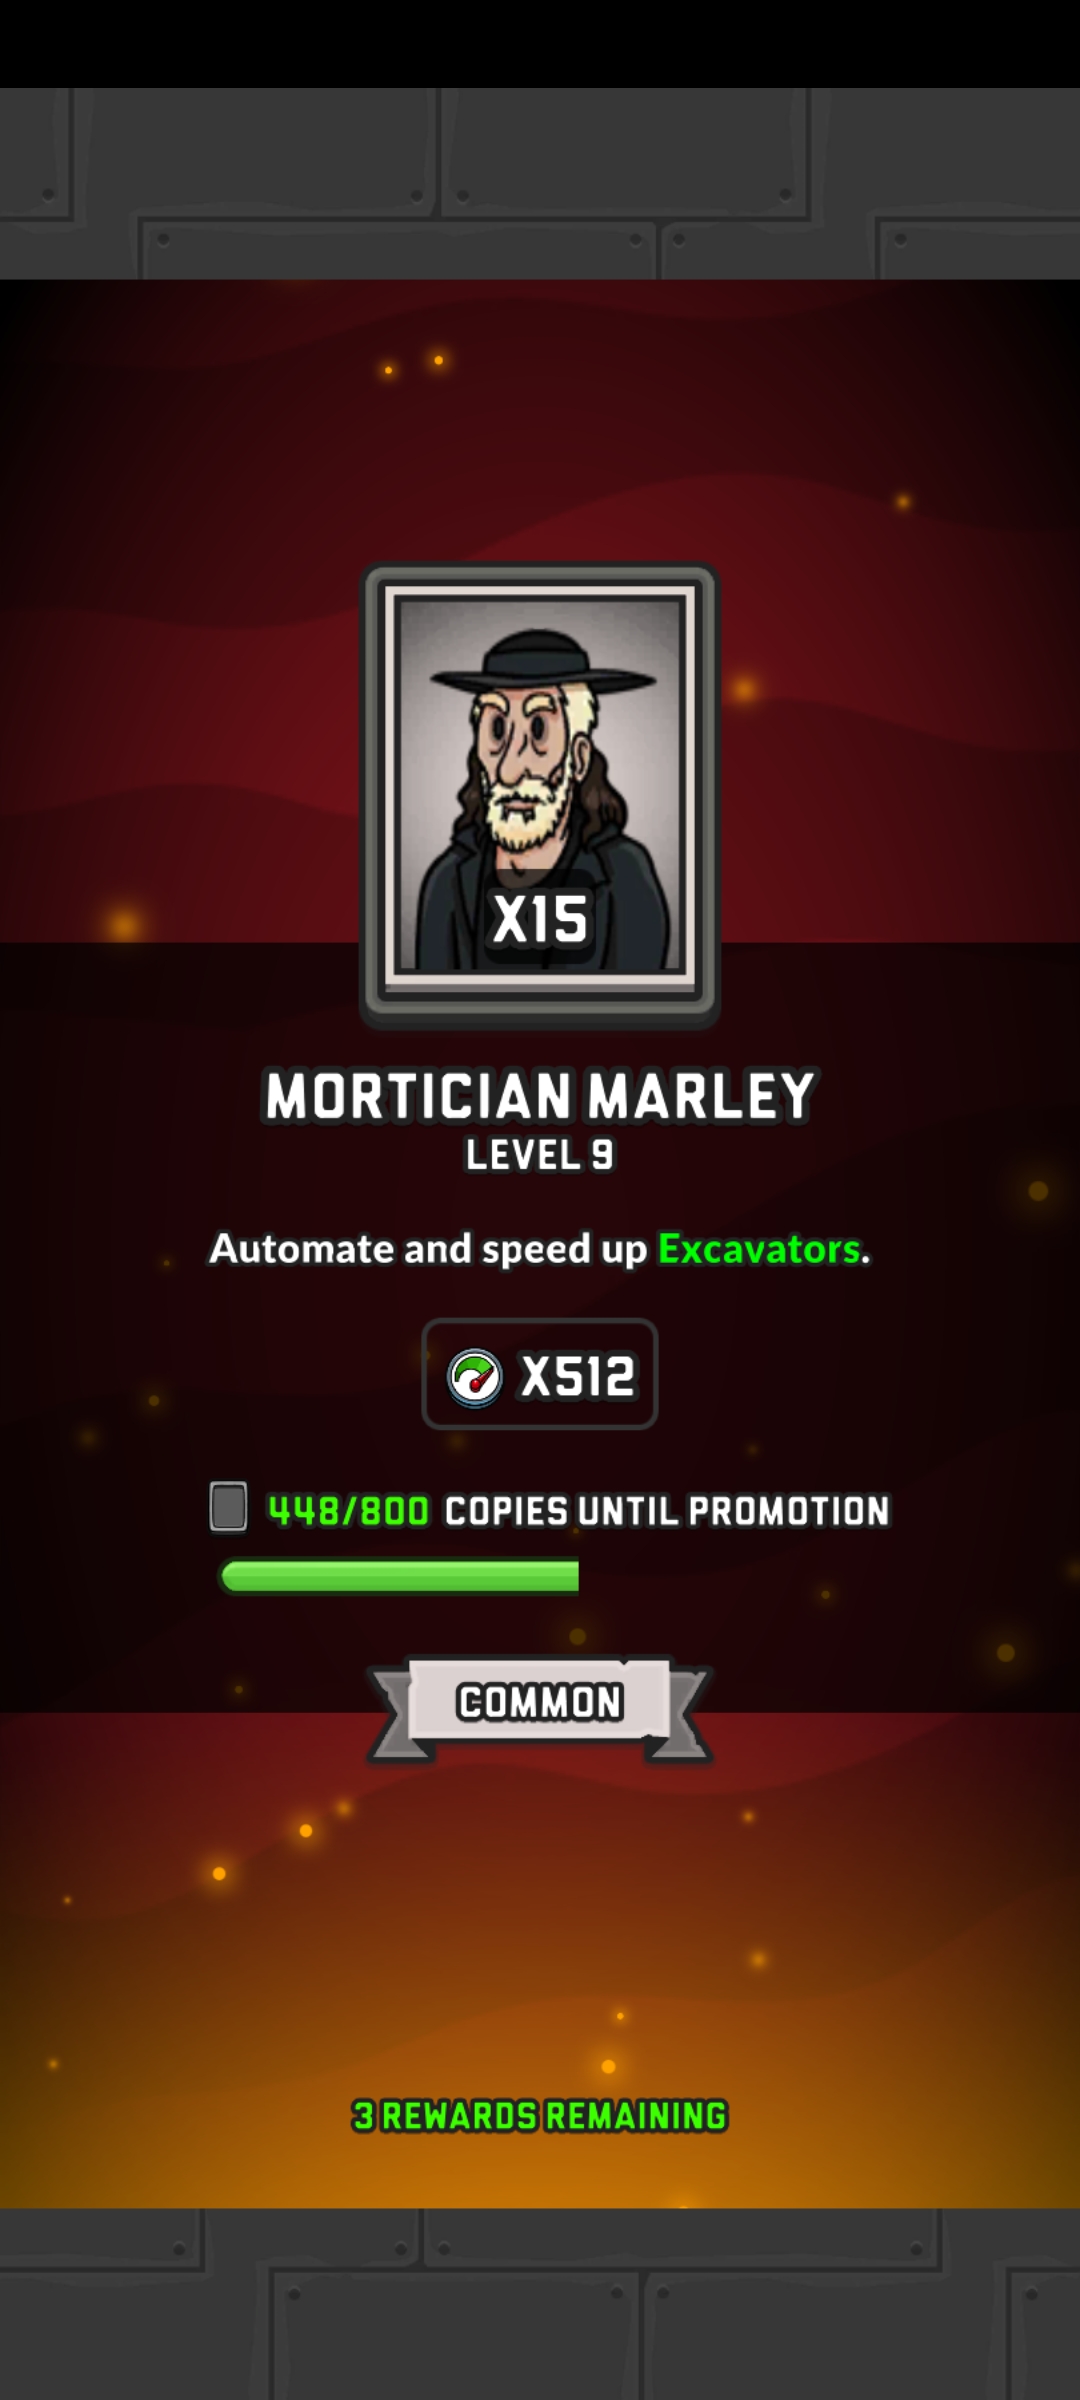 X15
MORTICIAN MARLEY
LEVEL 9
Automate and speed up Excavators.
X512
448/800 COPIES UNTIL PROMOTION
COMMON
3 REWARDS REMAINING